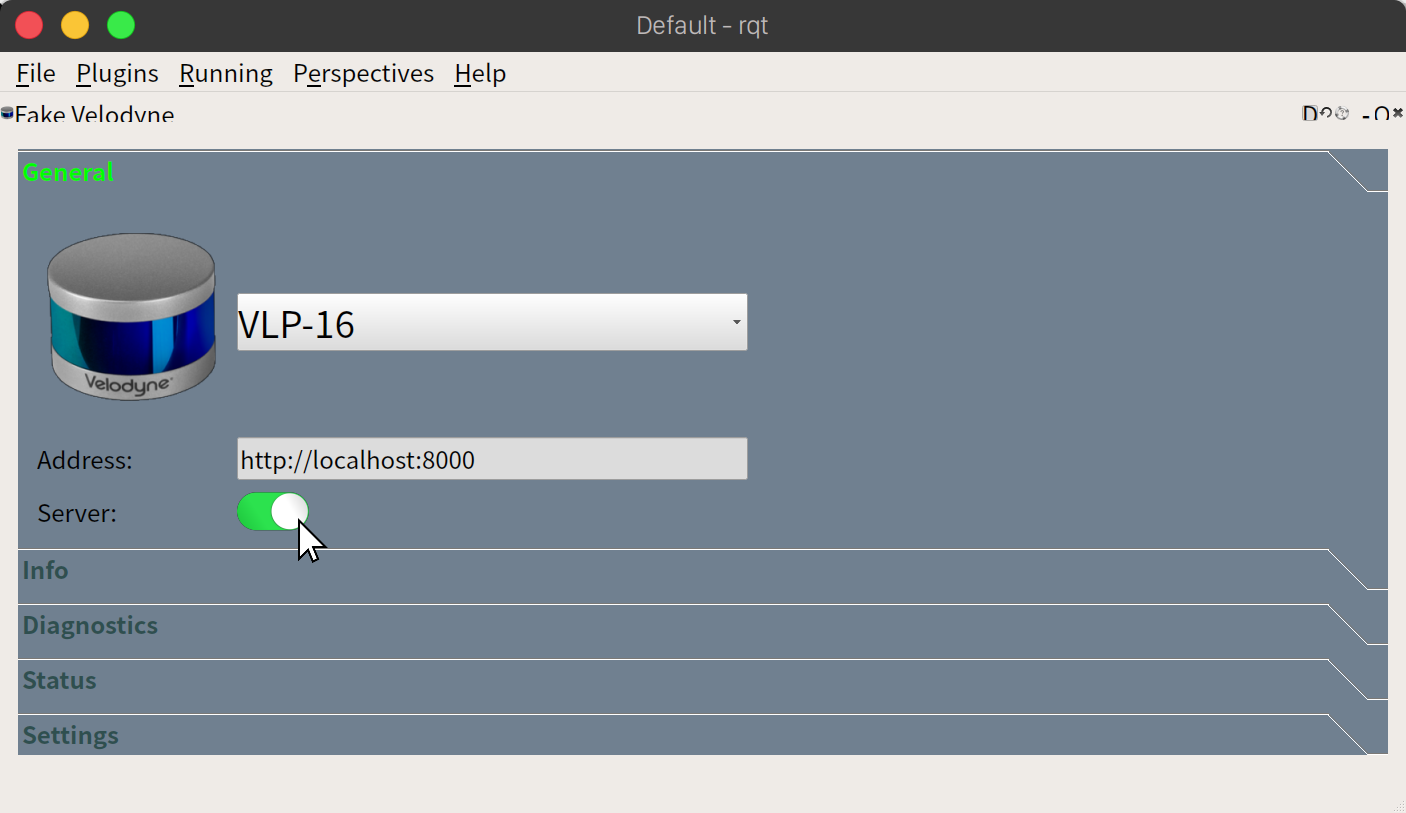 Default - rqt
File Plugins Running Perspectives Help
Fake Velodyne
D - O
General
Velodyne
VLP-16
Address: http://localhost:8000
Server:
Info
Diagnostics
Status
Settings